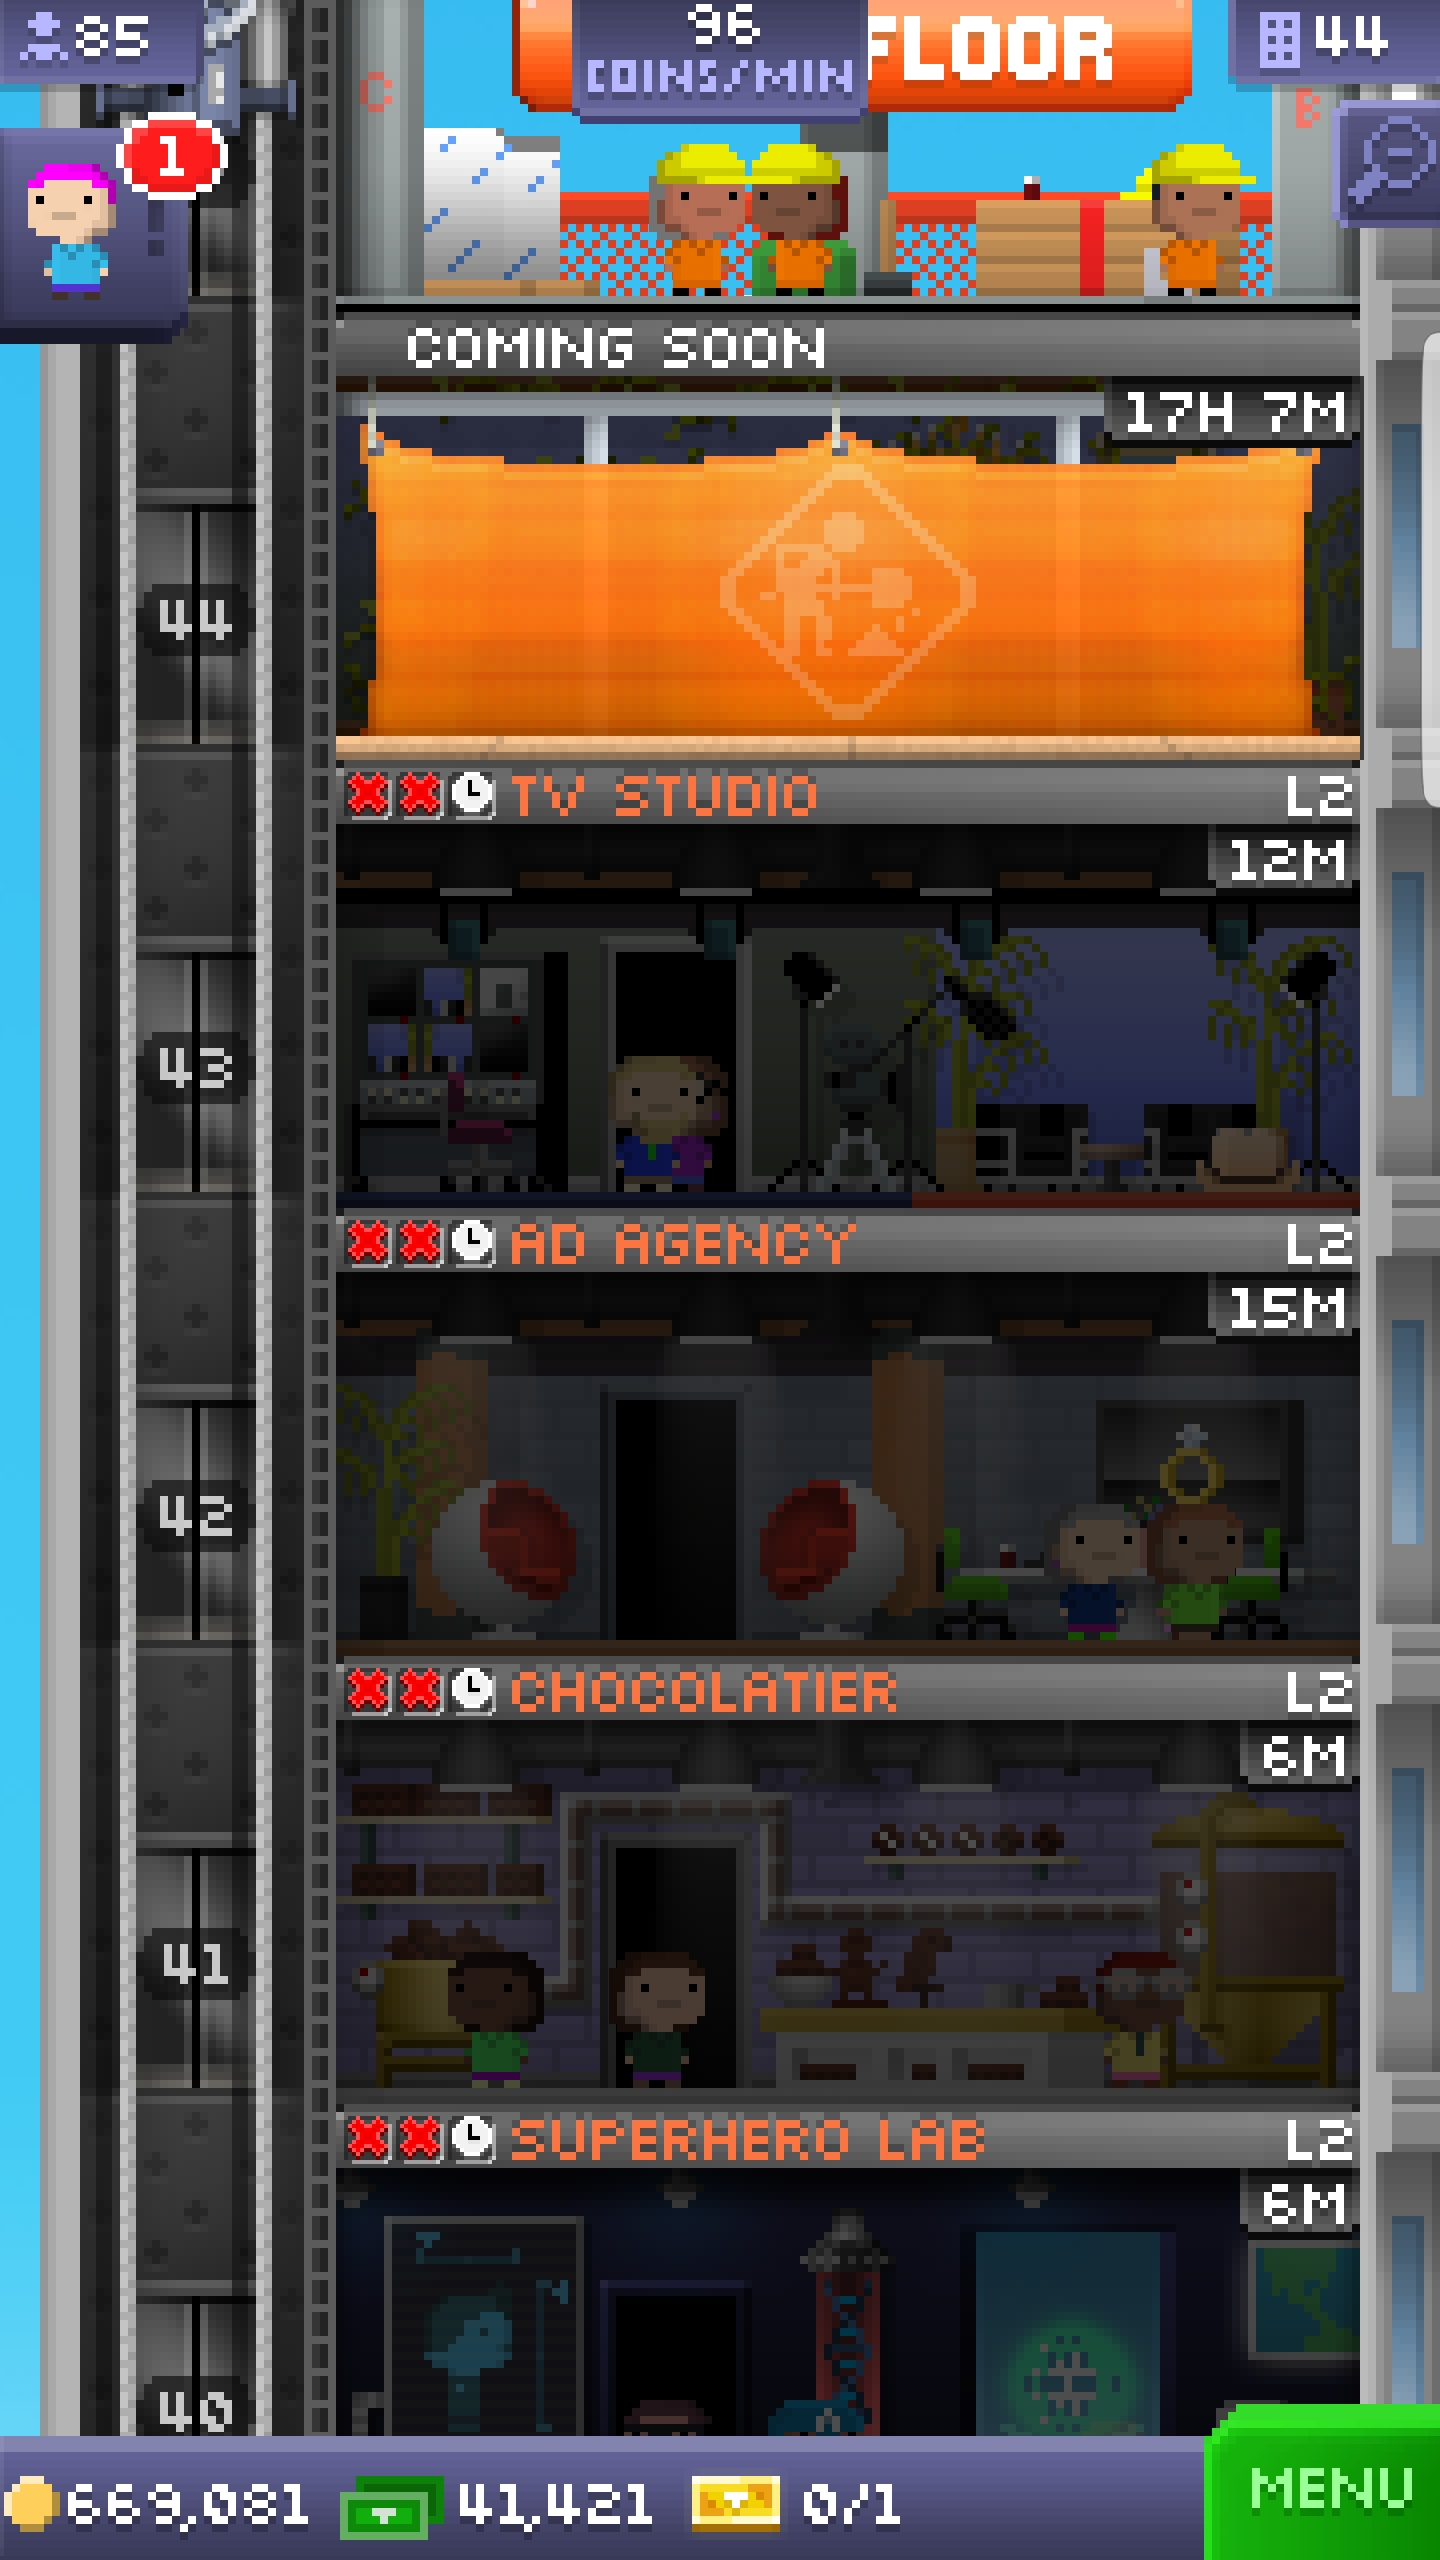 85
96
COINS/MIN
FLOOR
44
1
C
B
COMING SOON
17H 7M
44
TV STUDIO
L2
12M
43
AD AGENCY
L2
15M
42
CHOCOLATIER
L2
6M
41
SUPERHERO LAB
L2
6M
40
669,081
41,421
0/1
MENU